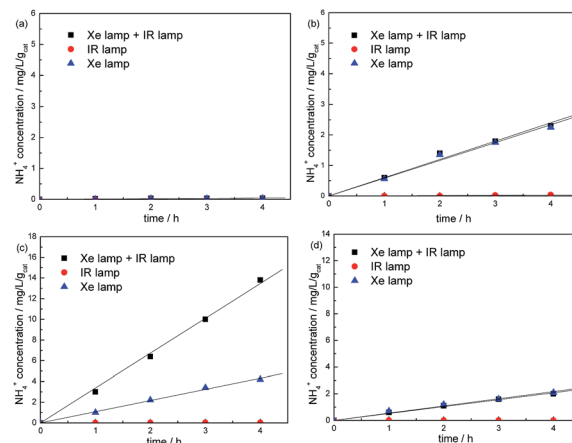 (a)
Xe lamp + IR lamp
IR lamp
Xe lamp
NH₄⁺ concentration / mg/L/g_cat
6
5
4
3
2
1
0
0 1 2 3 4
time / h
(b)
Xe lamp + IR lamp
IR lamp
Xe lamp
NH₄⁺ concentration / mg/L/g_cat
6
5
4
3
2
1
0
0 1 2 3 4
time / h
(c)
Xe lamp + IR lamp
IR lamp
Xe lamp
NH₄⁺ concentration / mg/L/g_cat
18
16
14
12
10
8
6
4
2
0
0 1 2 3 4
time / h
(d)
Xe lamp + IR lamp
IR lamp
Xe lamp
NH₄⁺ concentration / mg/L/g_cat
14
12
10
8
6
4
2
0
0 1 2 3 4
time / h